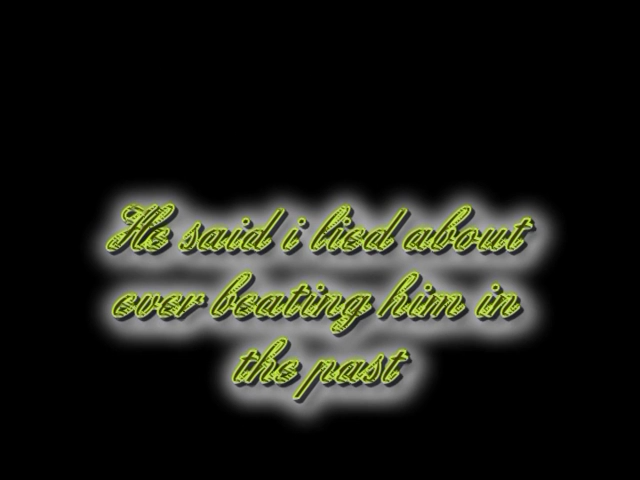 He said i lied about
ever beating him in
the past